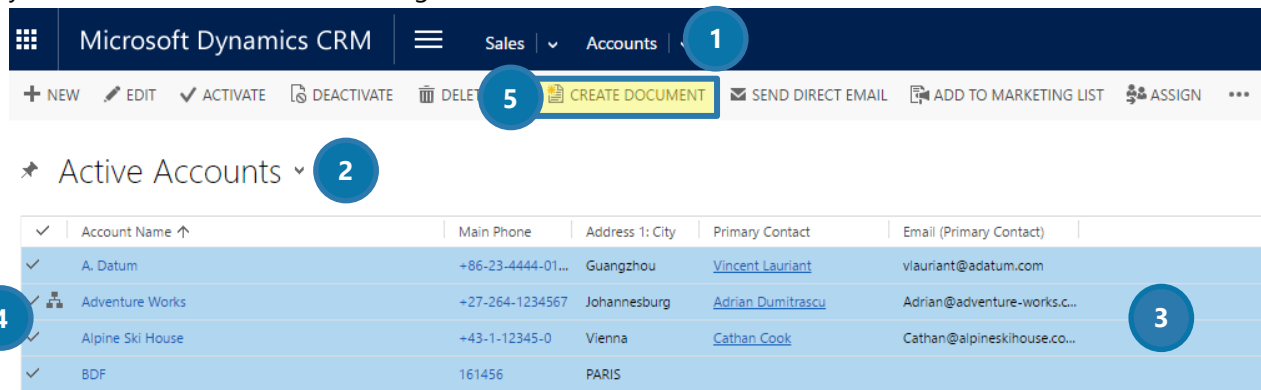 Microsoft Dynamics CRM Sales Accounts 1
NEW EDIT ACTIVATE DEACTIVATE 5 CREATE DOCUMENT SEND DIRECT EMAIL ADD TO MARKETING LIST ASSIGN •••
Active Accounts 2
Account Name ↑ Main Phone Address 1: City Primary Contact Email (Primary Contact)
A. Datum +86-23-4444-01... Guangzhou Vincent Lauriant vlauriant@adatum.com
Adventure Works +27-264-1234567 Johannesburg Adrian Dumitrascu Adrian@adventure-works.c...
4 3
Alpine Ski House +43-1-12345-0 Vienna Cathan Cook Cathan@alpineskihouse.co...
BDF 161456 PARIS